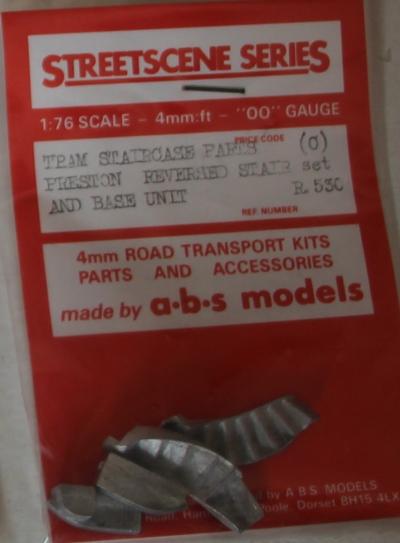 STREETSCENE SERIES
1:76 SCALE - 4mm:ft - "OO" GAUGE
PRICE CODE
TRAM STAIRCASE PARTS (O)
PRESTON REVERSED STAIR set
AND BASE UNIT R.530
REF. NUMBER
4mm ROAD TRANSPORT KITS
PARTS AND ACCESSORIES
made by a·b·s models
by A.B.S. MODELS
Road, Poole, Dorset BH15 4LX